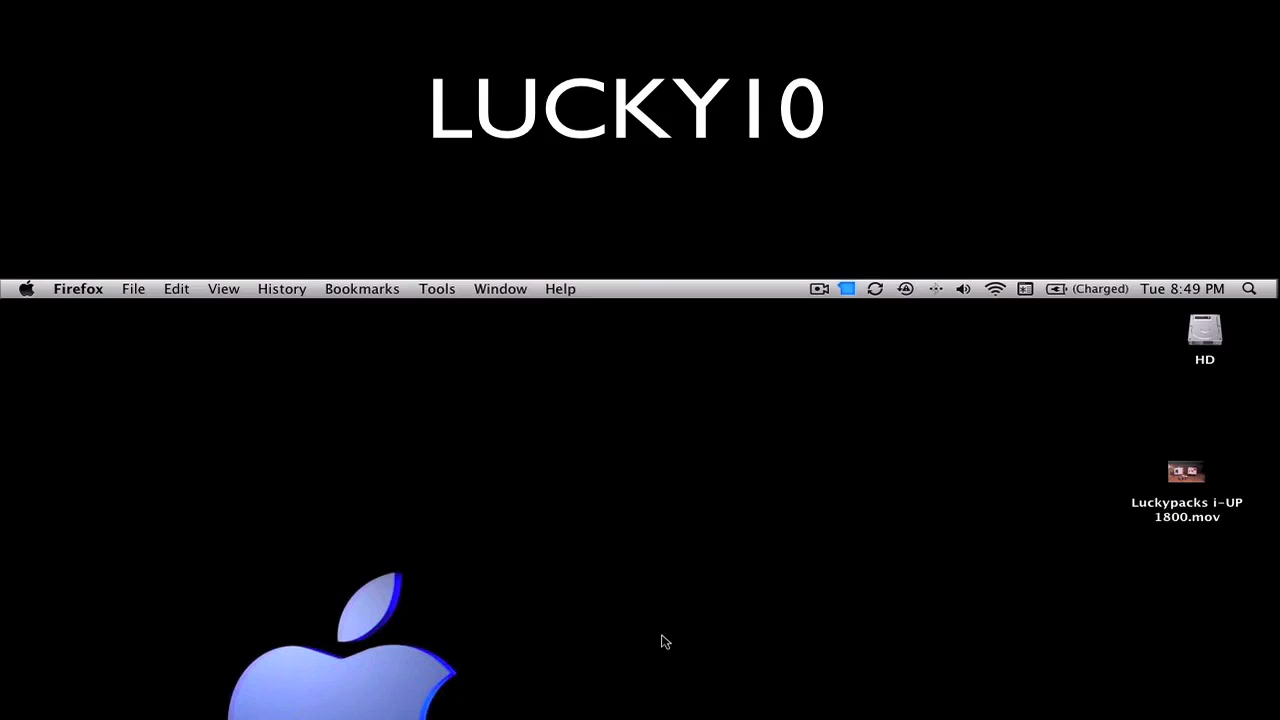 LUCKY10
Firefox File Edit View History Bookmarks Tools Window Help (Charged) Tue 8:49 PM
HD
Luckypacks i-UP
1800.mov